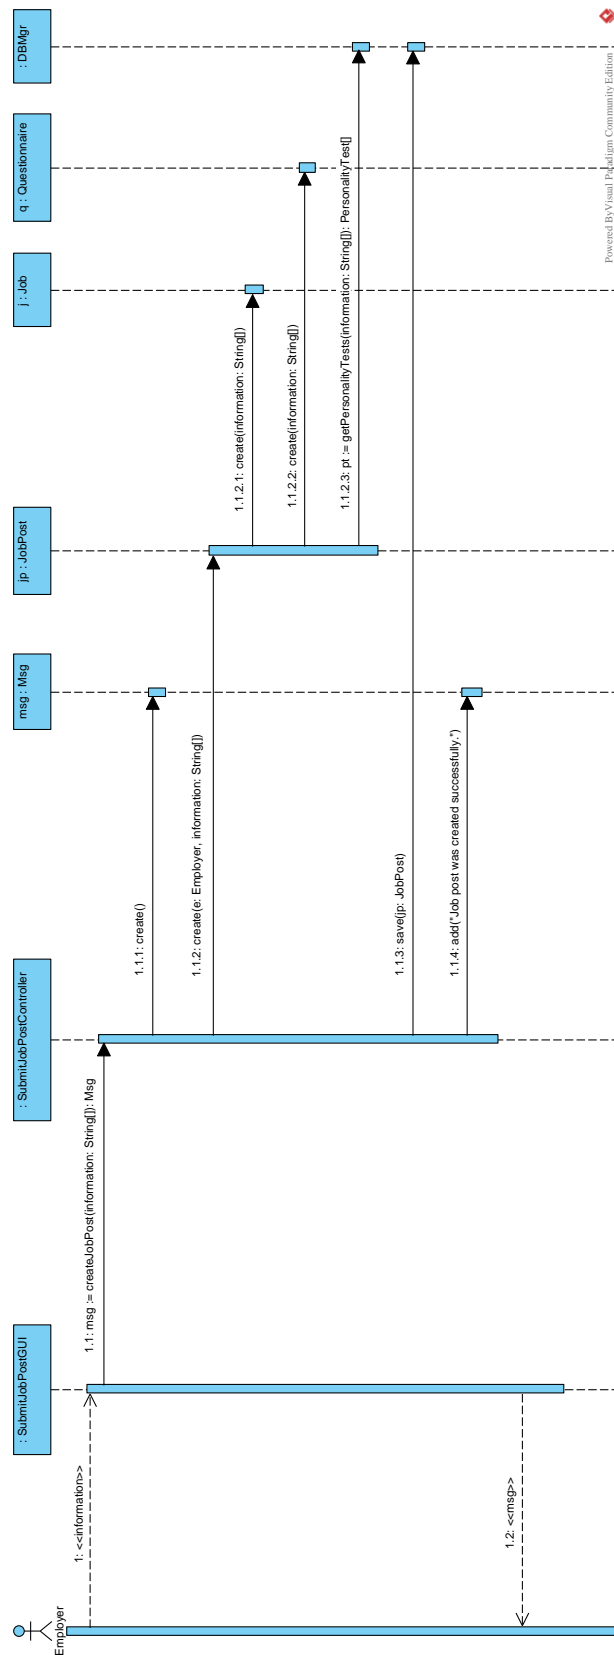 Employer
: SubmitJobPostGUI
: SubmitJobPostController
msg : Msg
jp : JobPost
j : Job
q : Questionnaire
: DBMgr
1: <<information>>
1.1: msg := createJobPost(information: String[]): Msg
1.1.1: create()
1.1.2: create(e: Employer, information: String[])
1.1.2.1: create(information: String[])
1.1.2.2: create(information: String[])
1.1.2.3: pt := getPersonalityTests(information: String[]): PersonalityTest[]
1.1.3: save(jp: JobPost)
1.1.4: add("Job post was created successfully.")
1.2: <<msg>>
Powered By Visual Paradigm Community Edition